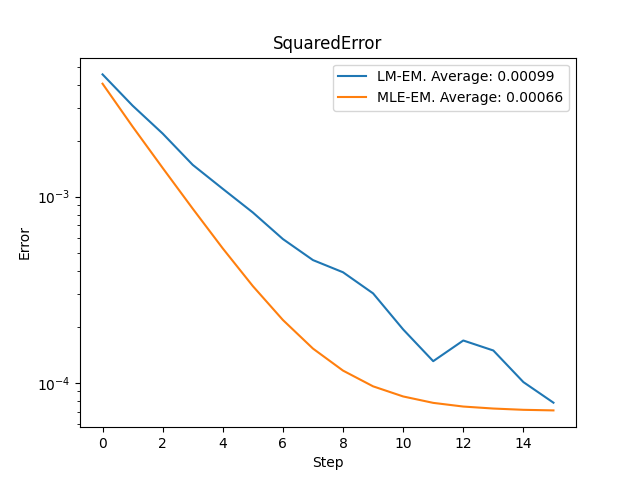 SquaredError
LM-EM. Average: 0.00099
MLE-EM. Average: 0.00066
10⁻³
10⁻⁴
Error
0 2 4 6 8 10 12 14
Step